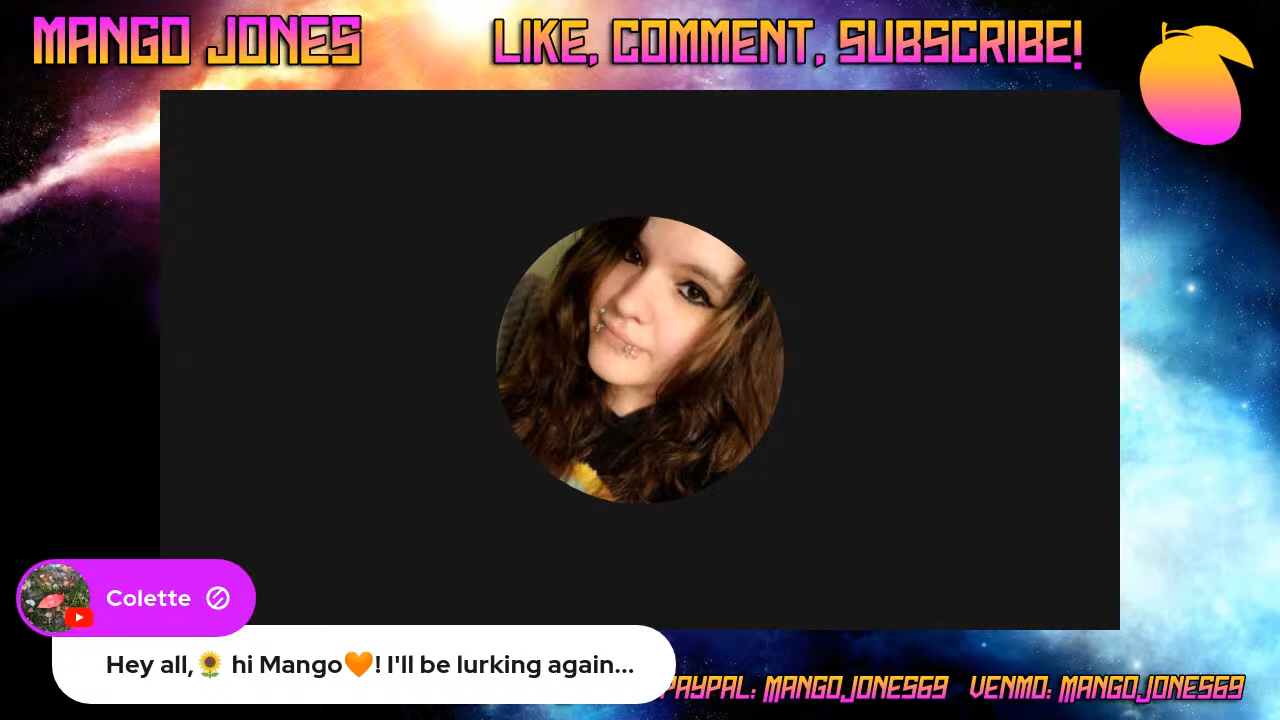 MANGO JONES
LIKE, COMMENT, SUBSCRIBE!
Colette
Hey all,🌻 hi Mango🧡! I'll be lurking again...
PAYPAL: MANGOJONES69 VENMO: MANGOJONES69